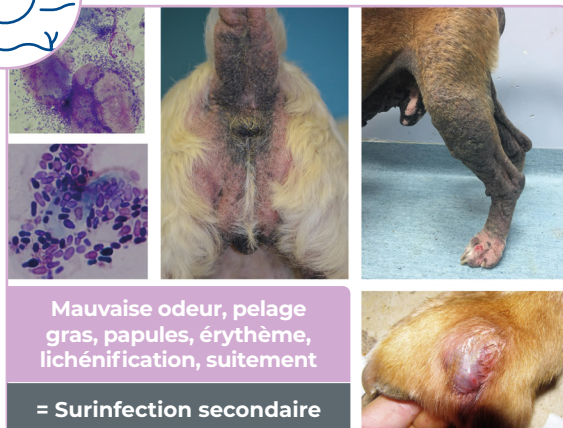 Mauvaise odeur, pelage
gras, papules, érythème,
lichénification, suitement
= Surinfection secondaire